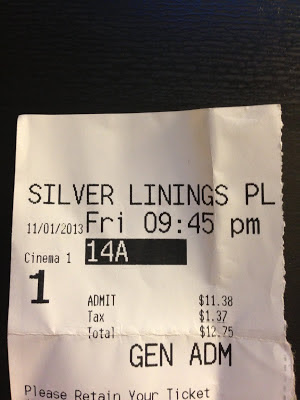 SILVER LININGS PL
11/01/2013 Fri 09:45 pm
Cinema 1 14A
1
ADMIT $11.38
Tax $1.37
Total $12.75
GEN ADM
Please Retain Your Ticket